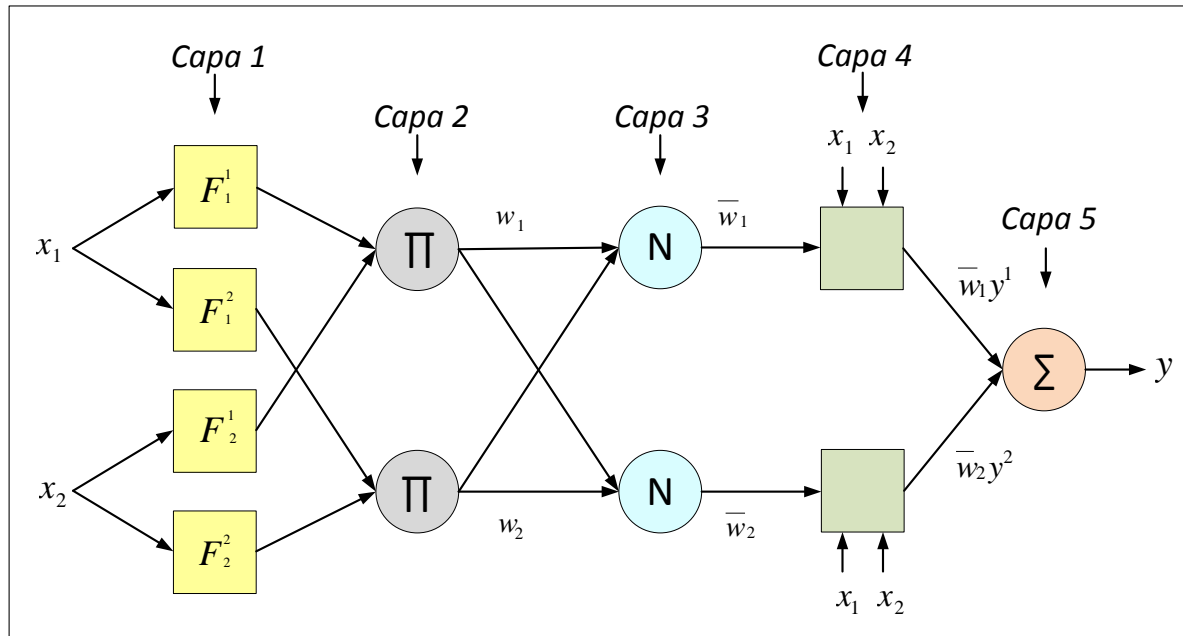 Capa 1
Capa 2
Capa 3
Capa 4
Capa 5
x₁
x₂
F₁¹
F₁²
F₂¹
F₂²
∏
∏
w₁
w₂
N
N
w̅₁
w̅₂
x₁ x₂
x₁ x₂
w̅₁y¹
w̅₂y²
Σ
y